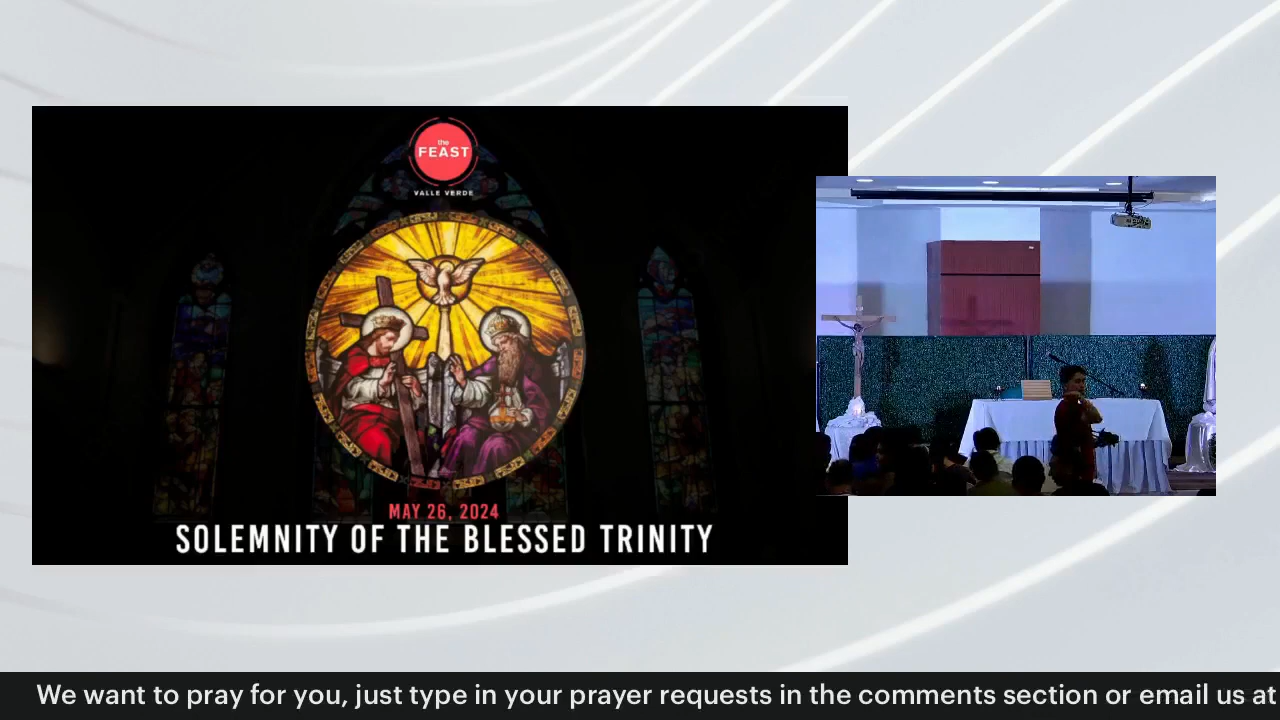 the
FEAST
VALLE VERDE
MAY 26, 2024
SOLEMNITY OF THE BLESSED TRINITY
We want to pray for you, just type in your prayer requests in the comments section or email us at